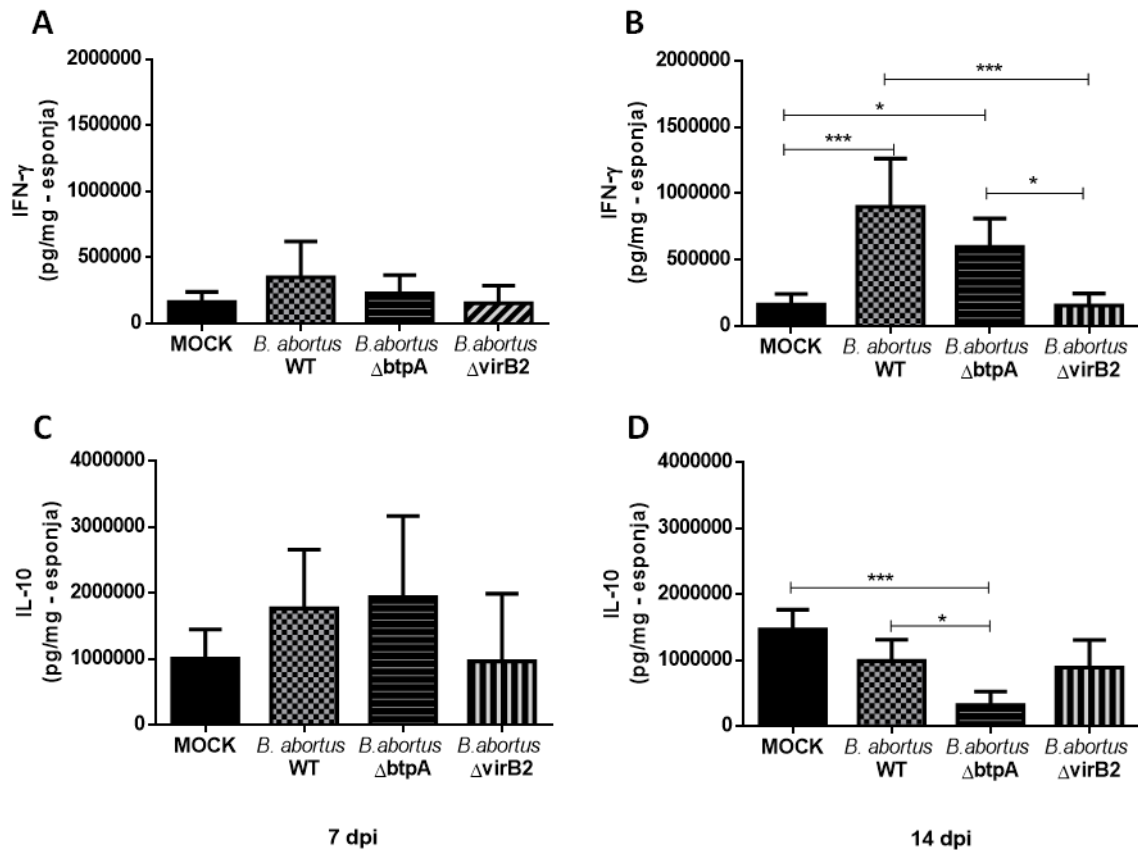 A
IFN-γ
(pg/mg - esponja)
2000000
1500000
1000000
500000
0
MOCK
B. abortus
WT
B.abortus
ΔbtpA
B.abortus
ΔvirB2
B
IFN-γ
(pg/mg - esponja)
2000000
1500000
1000000
500000
0
***
*
***
*
MOCK
B. abortus
WT
B.abortus
ΔbtpA
B.abortus
ΔvirB2
C
IL-10
(pg/mg - esponja)
4000000
3000000
2000000
1000000
0
MOCK
B. abortus
WT
B.abortus
ΔbtpA
B.abortus
ΔvirB2
D
IL-10
(pg/mg - esponja)
4000000
3000000
2000000
1000000
0
***
*
MOCK
B. abortus
WT
B.abortus
ΔbtpA
B.abortus
ΔvirB2
7 dpi
14 dpi